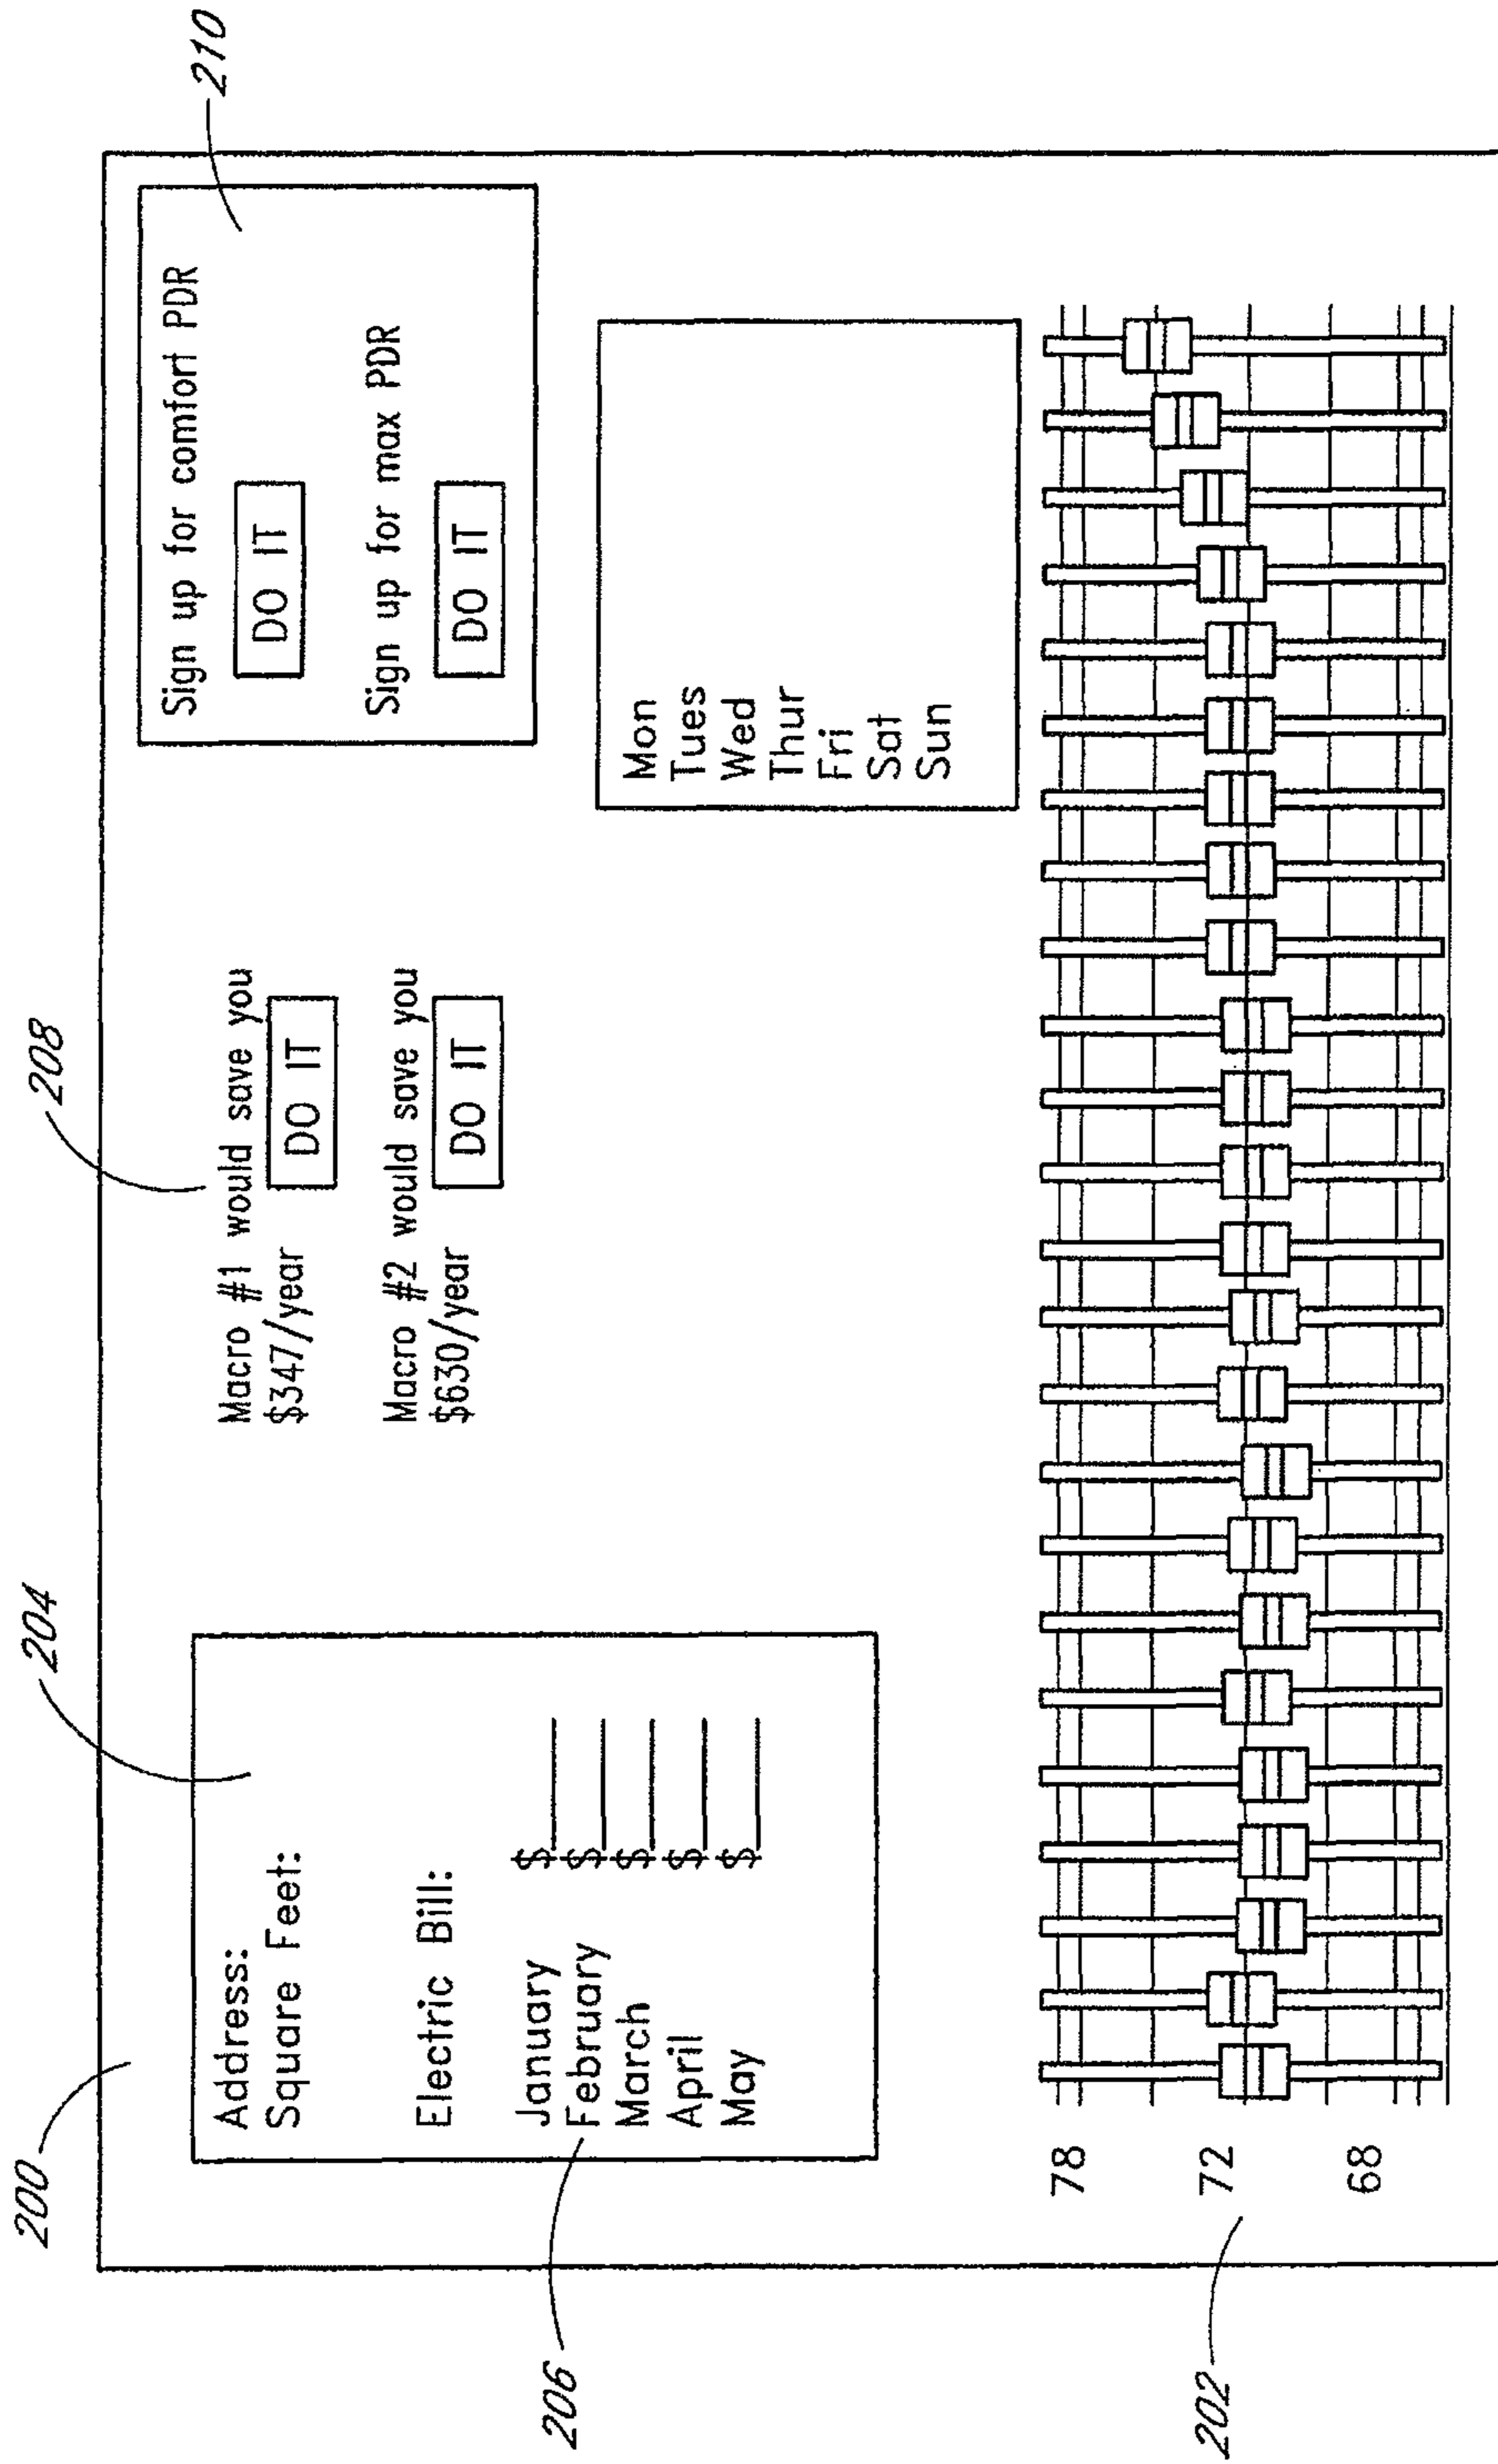 200
204
208
210
Address:
Square Feet:
Electric Bill:
January $
February $
March $
April $
May $
206
Macro #1 would save you
$347/year
DO IT
Macro #2 would save you
$630/year
DO IT
Sign up for comfort PDR
DO IT
Sign up for max PDR
DO IT
Mon
Tues
Wed
Thur
Fri
Sat
Sun
78
72
68
202